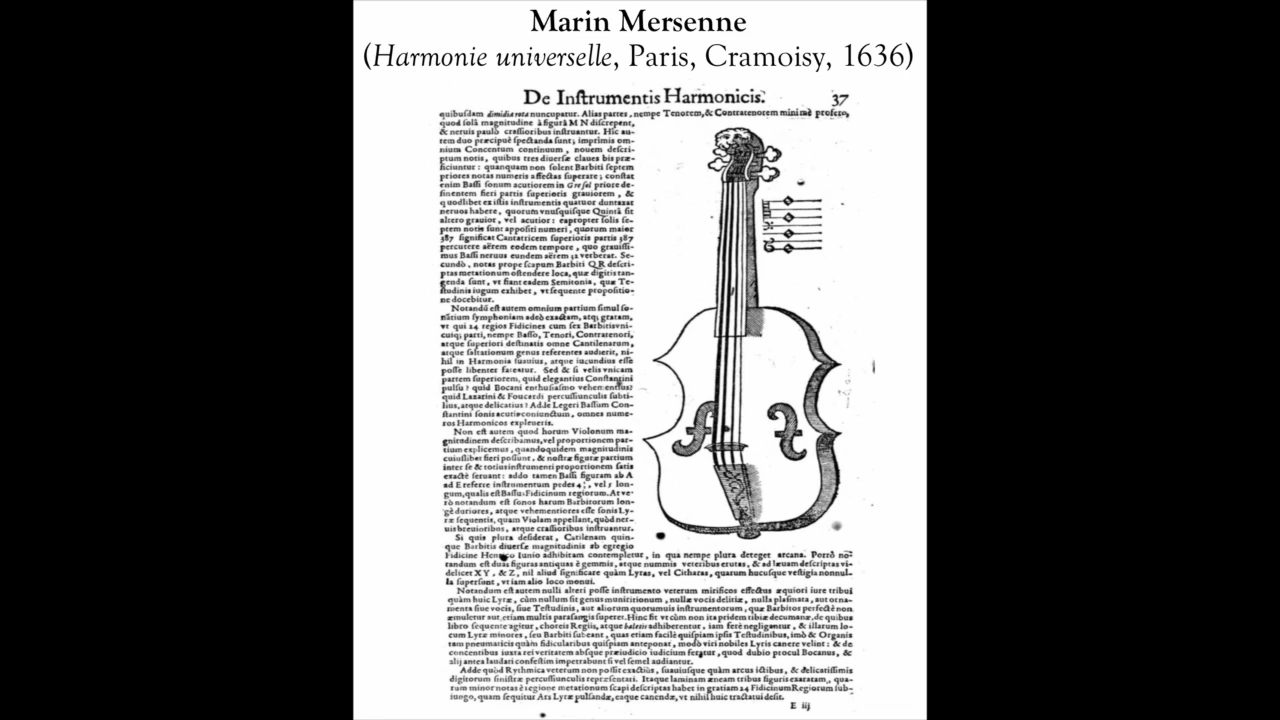 Marin Mersenne
(Harmonie universelle, Paris, Cramoisy, 1636)
De Inſtrumentis Harmonicis. 37
quibuſdam dimidia rota nuncupatur. Alias partes, nempe Tenorem, & Contratenorem minimè profero,
quod ſolâ magnitudine à figurâ M N diſcrepent,
& neruis paulò craſſioribus inſtruantur. Hîc au-
tem duo præcipuè ſpectanda ſunt; imprimis om-
nium Concentum continuum, nouem deſcri-
ptum notis, quibus tres diuerſæ claues bis præ-
ficiuntur: quanquam non ſolent Barbiti ſeptem
priores notas numeris affectas ſuperare; conſtat
enim Baſſi ſonum acutiorem in Greſol priore de-
ſinentem fieri partis ſuperioris grauiorem, &
quodlibet ex iſtis inſtrumentis quatuor duntaxat
neruos habere, quorum vnuſquiſque Quintâ ſit
altero grauior, vel acutior: eapropter ſolis ſe-
ptem notis ſunt appoſiti numeri, quorum maior
387 ſignificat Cantatricem ſuperioris partis 387
percutere aërem eodem tempore, quo grauiſſi-
mus Baſſi neruus eundem aërem 12 verberat. Se-
cundò, notas prope ſcapum Barbiti Q R deſcri-
ptas metationum oſtendere loca, quæ digitis tan-
genda ſunt, vt fiant eadem Semitonia, quæ Te-
ſtudinis iugum exhibet, vt ſequente propoſitio-
ne docebitur.
Notandū eſt autem omnium partium ſimul ſo-
nātium ſymphoniam adeò exactam, atq; gratam,
vt qui 24 regios Fidicines cum ſex Barbitis vni-
cuiq; parti, nempe Baſſo, Tenori, Contratenori,
atque ſuperiori deſtinatis omne Cantilenarum,
atque ſaltationum genus referentes audierit, ni-
hil in Harmonia ſuauius, atque iucundius eſſe
poſſe libenter fateatur. Sed & ſi velis vnicam
partem ſuperiorem, quid elegantius Conſtantini
pulſu? quid Bocani enthuſiaſmo vehementius?
quid Lazarini & Foucardi percuſſiunculis ſubti-
lius, atque delicatius? Adde Legeri Baſſum Con-
ſtantini ſonis acutis coniunctum, omnes nume-
ros Harmonicos expleueris.
Non eſt autem quod horum Violonum ma-
gnitudinem deſcribamus, vel proportionem par-
tium explicemus, quandoquidem magnitudinis
cuiuſlibet fieri poſſunt, & noſtræ figuræ partium
inter ſe & totius inſtrumenti proportionem ſatis
exactè ſeruant: addo tamen Baſſi figuram ab A
ad E referre inſtrumentum pedes 4, vel 5 lon-
gum, qualis eſt Baſſus Fidicinum regiorum. At ve-
rò notandum eſt ſonos harum Barbitorum lon-
gè duriores, atque vehementiores eſſe ſonis Ly-
ræ ſequentis, quam Violam appellant, quòd ner-
uis breuioribus, atque craſſioribus inſtruantur.
Si quis plura deſiderat, Catilenam quin-
que Barbitis diuerſæ magnitudinis ab egregio
Fidicine Henrico Iunio adhibitam contempletur, in qua nempe plura deteget arcana. Porrò no-
tandum eſt duas figuras antiquas è gemmis, atque nummis veteribus erutas, & ad læuam deſcriptas vi-
delicet X Y, & Z, nil aliud ſignificare quàm Lyras, vel Citharas, quarum hucuſque veſtigia nonnul-
la ſuperſunt, vt iam alio loco monui.
Notandum eſt autem nulli alteri poſſe inſtrumento veterum mirificos effectus æquiori iure tribui
quàm huic Lyræ, cùm nullum ſit genus minuritionum, nullæ vocis delitiæ, nulla plaſmata, aut orna-
menta ſiue vocis, ſiue Teſtudinis, aut aliorum quorumuis inſtrumentorum, quæ Barbitos perfectè non
æmuletur aut etiam multis paraſangis ſuperet. Hinc fit vt cùm non ita pridem tibiæ decumanæ, de quibus
libro ſequente agitur, choreis Regiis, atque baletis adhiberentur, iam ferè negligantur, & illarum lo-
cum Lyræ minores, ſeu Barbiti ſubeant, quas etiam facilè quiſpiam ipſis Teſtudinibus, imò & Organis
tam pneumaticis quàm fidicularibus quiſpiam anteponat, modò viri nobiles Lyris canere velint: & de
concentibus iuxta rei veritatem abſque præiudicio iudicium feratur, quod dubio procul Bocanus, &
alij antea laudati confeſtim impetrabunt ſi vel ſemel audiantur.
Adde quòd Rythmica veterum non poſſit exactiùs, ſuauiuſque quàm arcus ictibus, & delicatiſſimis
digitorum ſiniſtræ percuſſiunculis repræſentari. Itaque laminam æneam tribus figuris exaratam, qua-
rum minor notas è regione metationum ſcapi deſcriptas habet in gratiam 24 Fidicinum Regiorum ſub-
iungo, quam ſequitur Ars Lyræ pulſandæ, eaque canendæ, vt nihil huic tractatui deſit.
E iij